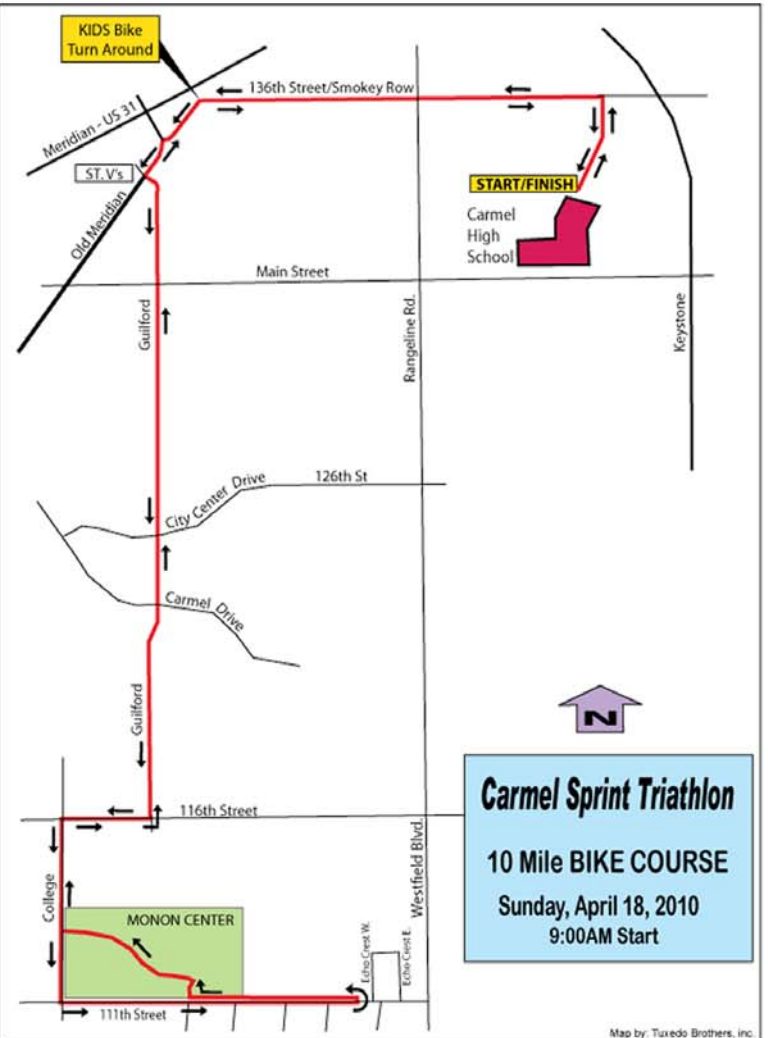 KIDS Bike
Turn Around
136th Street/Smokey Row
Meridian - US 31
ST. V's
START/FINISH
Old Meridian
Carmel
High
School
Main Street
Guilford
Rangeline Rd.
Keystone
126th St
City Center Drive
Carmel Drive
Guilford
N
116th Street
Carmel Sprint Triathlon
10 Mile BIKE COURSE
Sunday, April 18, 2010
9:00AM Start
Westfield Blvd.
College
MONON CENTER
Echo Crest W.
Echo Crest E.
111th Street
Map by: Tuxedo Brothers, inc.